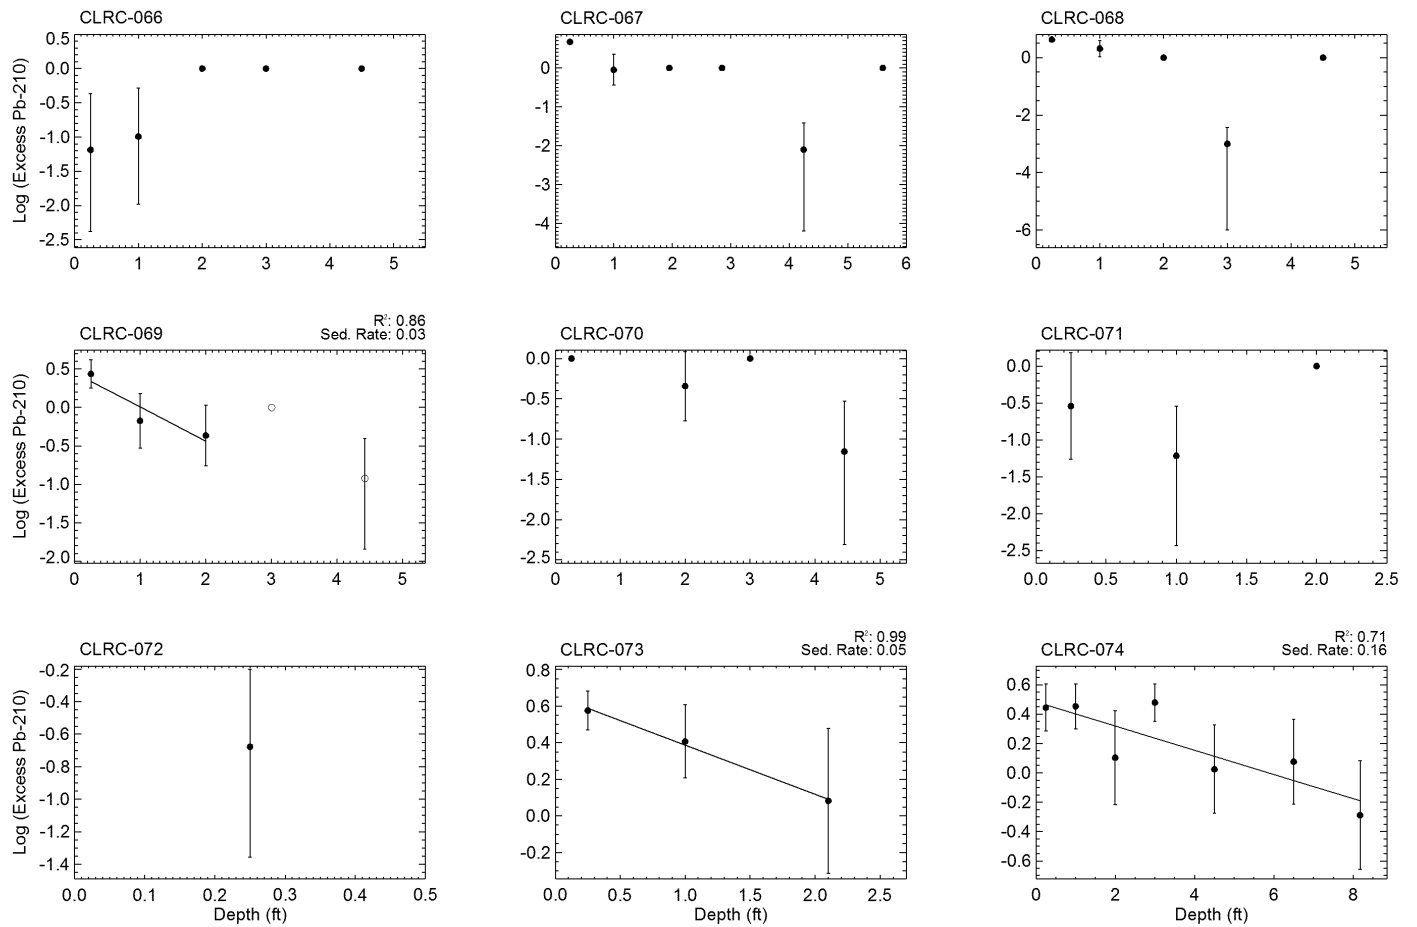 CLRC-066
CLRC-067
CLRC-068
Log (Excess Pb-210)
0.5
0.0
-0.5
-1.0
-1.5
-2.0
-2.5
0 1 2 3 4 5
0
-1
-2
-3
-4
0 1 2 3 4 5 6
0
-2
-4
-6
0 1 2 3 4 5
CLRC-069
R²: 0.86
Sed. Rate: 0.03
CLRC-070
CLRC-071
Log (Excess Pb-210)
0.5
0.0
-0.5
-1.0
-1.5
-2.0
0 1 2 3 4 5
0.0
-0.5
-1.0
-1.5
-2.0
-2.5
0 1 2 3 4 5
0.0
-0.5
-1.0
-1.5
-2.0
-2.5
0.0 0.5 1.0 1.5 2.0 2.5
CLRC-072
CLRC-073
R²: 0.99
Sed. Rate: 0.05
CLRC-074
R²: 0.71
Sed. Rate: 0.16
Log (Excess Pb-210)
-0.2
-0.4
-0.6
-0.8
-1.0
-1.2
-1.4
0.0 0.1 0.2 0.3 0.4 0.5
Depth (ft)
0.8
0.6
0.4
0.2
0.0
-0.2
0.0 0.5 1.0 1.5 2.0 2.5
Depth (ft)
0.6
0.4
0.2
0.0
-0.2
-0.4
-0.6
0 2 4 6 8
Depth (ft)